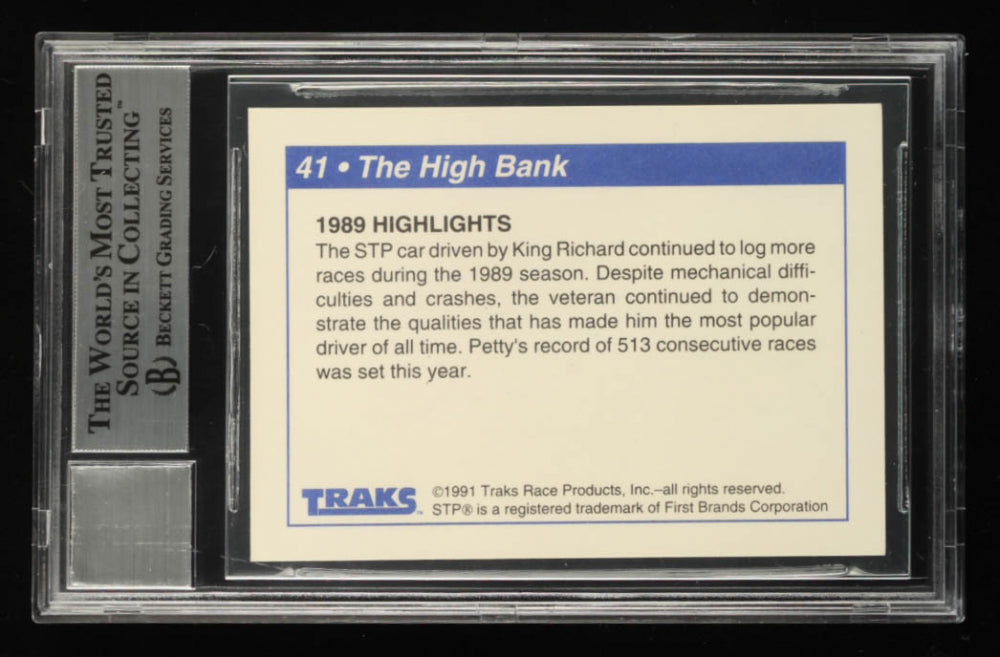 THE WORLD'S MOST TRUSTED
SOURCE IN COLLECTING™
(B) BECKETT GRADING SERVICES
41 • The High Bank
1989 HIGHLIGHTS
The STP car driven by King Richard continued to log more
races during the 1989 season. Despite mechanical diffi-
culties and crashes, the veteran continued to demon-
strate the qualities that has made him the most popular
driver of all time. Petty's record of 513 consecutive races
was set this year.
TRAKS™
©1991 Traks Race Products, Inc.–all rights reserved.
STP® is a registered trademark of First Brands Corporation